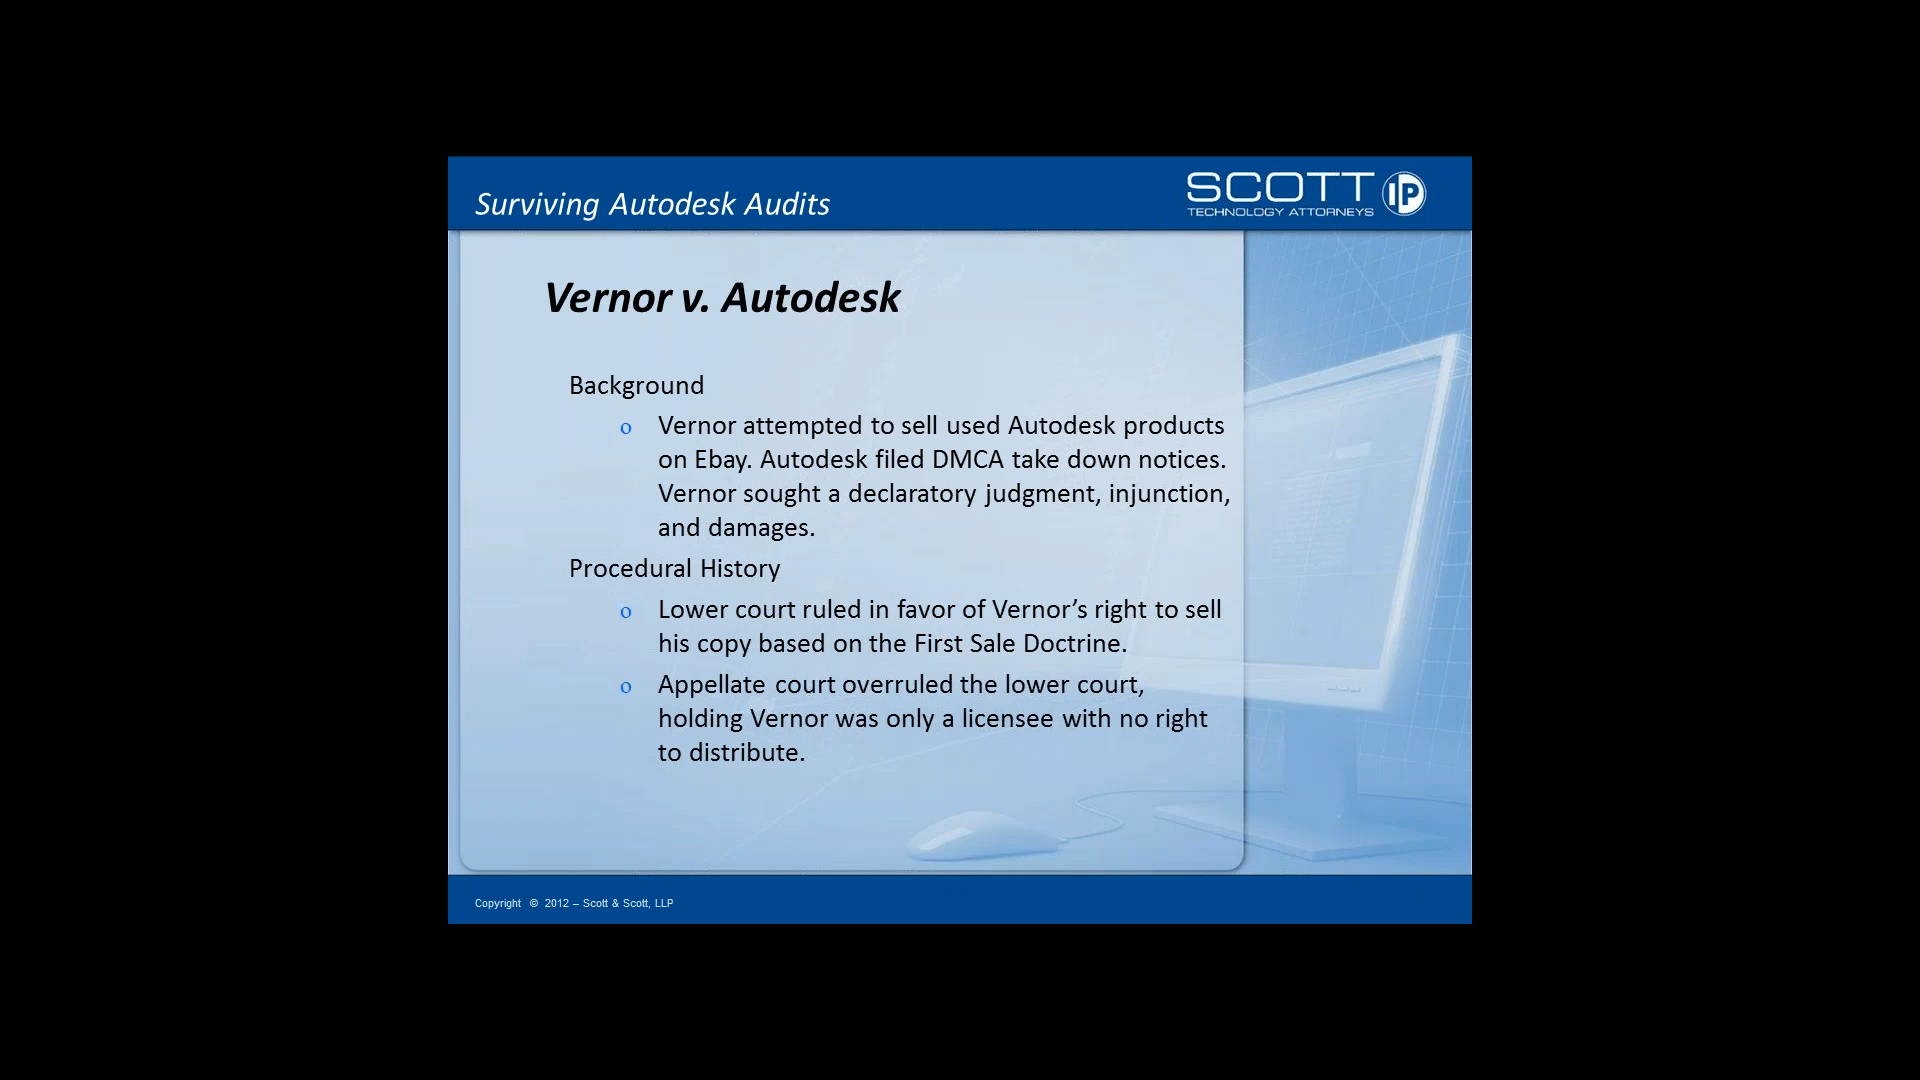 Surviving Autodesk Audits
SCOTT
TECHNOLOGY ATTORNEYS
IP
Vernor v. Autodesk
Background
o Vernor attempted to sell used Autodesk products
on Ebay. Autodesk filed DMCA take down notices.
Vernor sought a declaratory judgment, injunction,
and damages.
Procedural History
o Lower court ruled in favor of Vernor’s right to sell
his copy based on the First Sale Doctrine.
o Appellate court overruled the lower court,
holding Vernor was only a licensee with no right
to distribute.
Copyright © 2012 – Scott & Scott, LLP